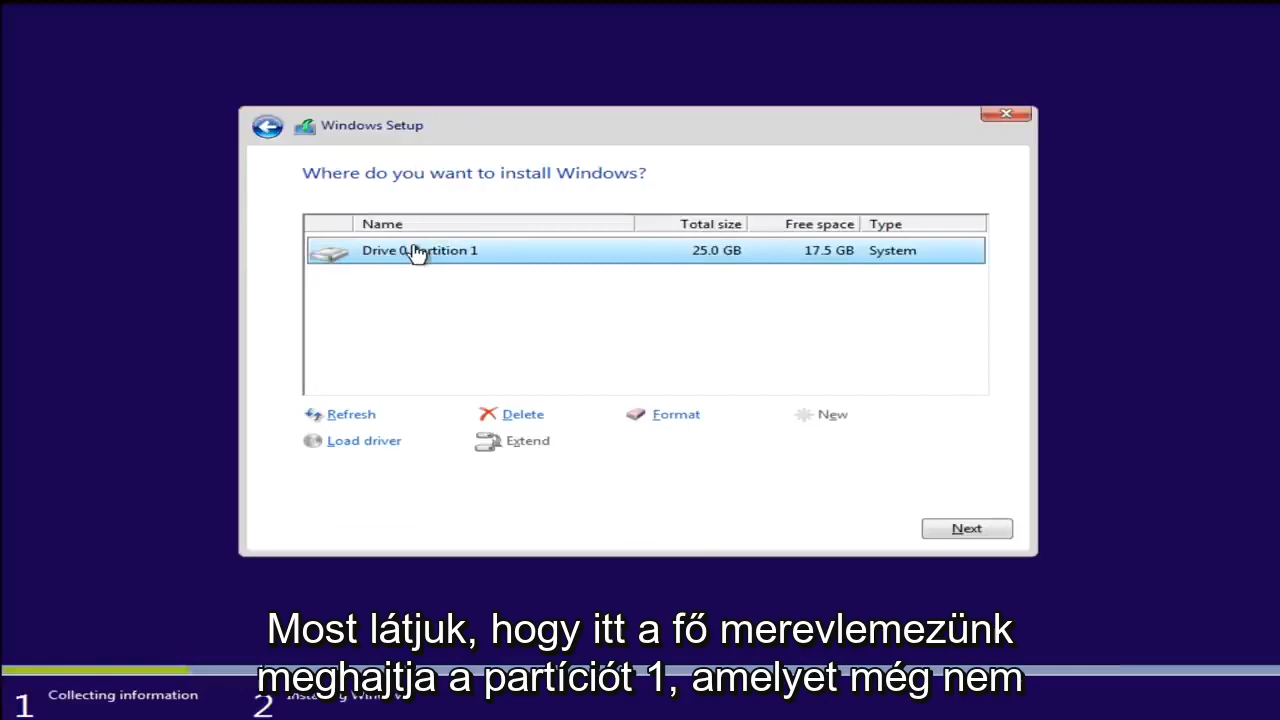 Windows Setup
Where do you want to install Windows?
Name Total size Free space Type
Drive 0 Partition 1 25.0 GB 17.5 GB System
Refresh Delete Format New
Load driver Extend
Next
Most látjuk, hogy itt a fő merevlemezünk
meghajtja a partíciót 1, amelyet még nem
1 Collecting information 2